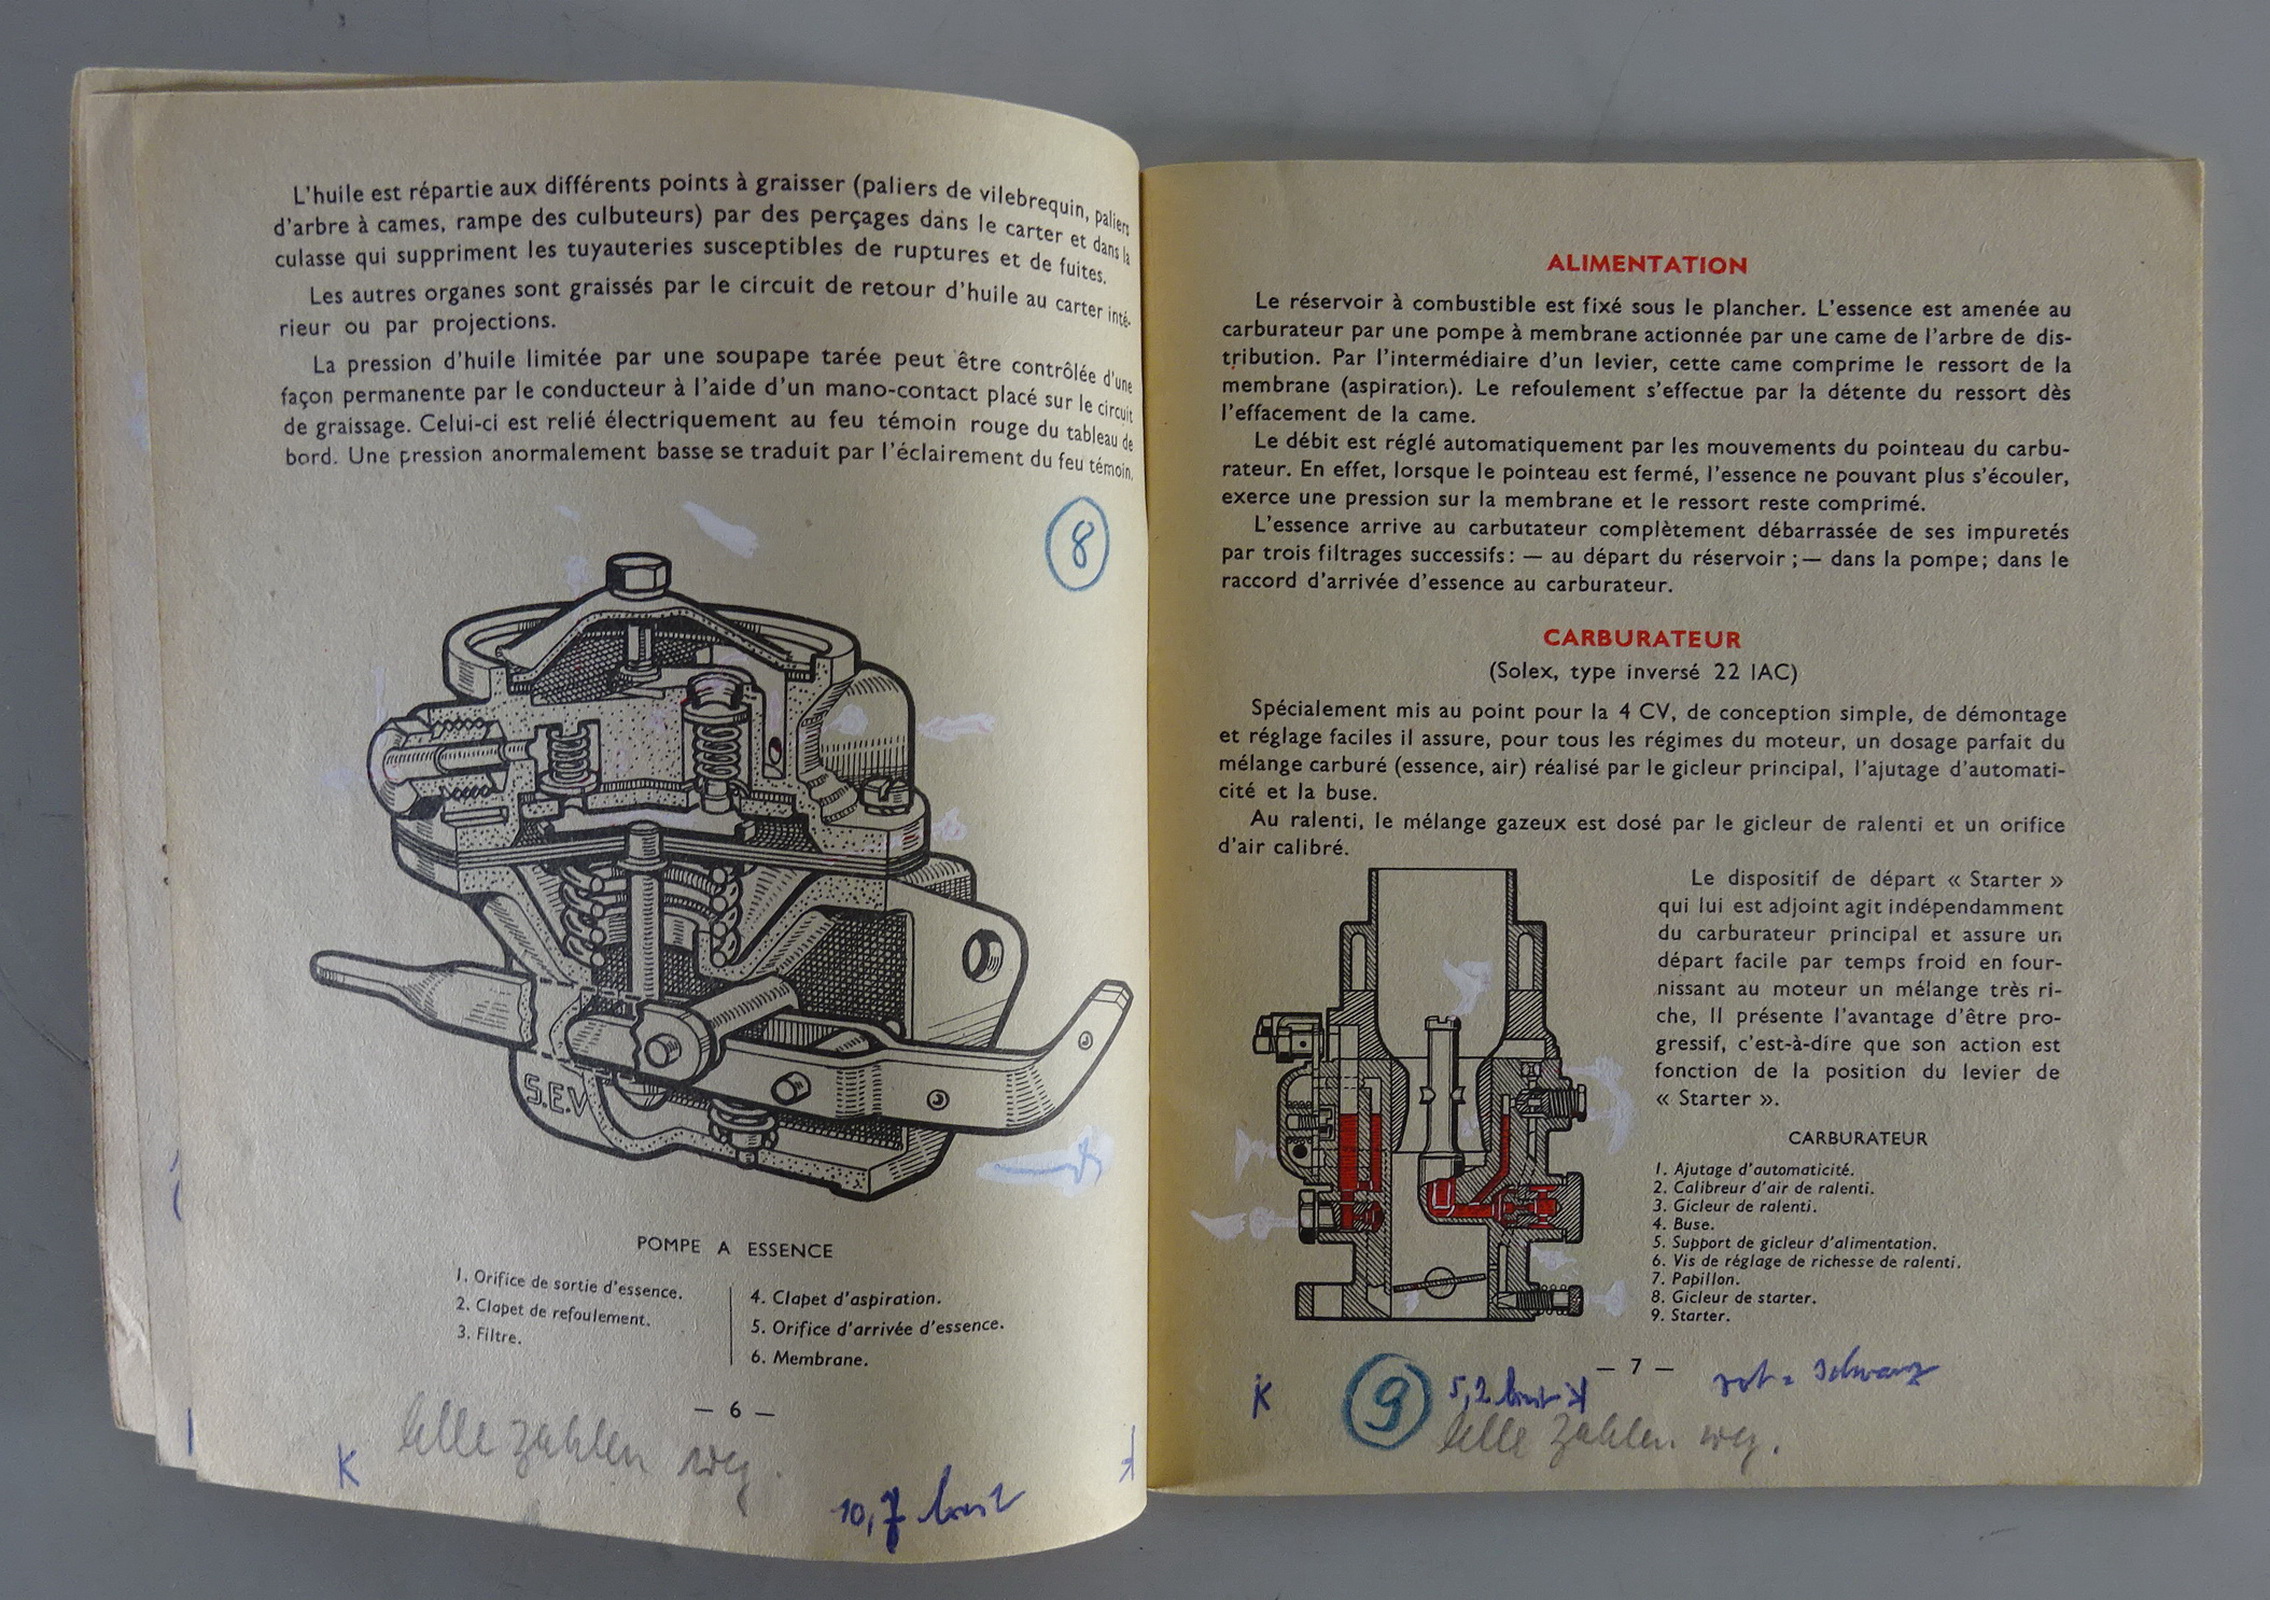 L'huile est répartie aux différents points à graisser (paliers de vilebrequin, paliers
d'arbre à cames, rampe des culbuteurs) par des perçages dans le carter et dans la
culasse qui suppriment les tuyauteries susceptibles de ruptures et de fuites.
Les autres organes sont graissés par le circuit de retour d'huile au carter inté-
rieur ou par projections.
La pression d'huile limitée par une soupape tarée peut être contrôlée d'une
façon permanente par le conducteur à l'aide d'un mano-contact placé sur le circuit
de graissage. Celui-ci est relié électriquement au feu témoin rouge du tableau de
bord. Une pression anormalement basse se traduit par l'éclairement du feu témoin.
8
S.E.V
POMPE A ESSENCE
1. Orifice de sortie d'essence.
2. Clapet de refoulement.
3. Filtre.
4. Clapet d'aspiration.
5. Orifice d'arrivée d'essence.
6. Membrane.
— 6 —
K
alle Zahlen weg.
10,7 breit
ALIMENTATION
Le réservoir à combustible est fixé sous le plancher. L'essence est amenée au
carburateur par une pompe à membrane actionnée par une came de l'arbre de dis-
tribution. Par l'intermédiaire d'un levier, cette came comprime le ressort de la
membrane (aspiration). Le refoulement s'effectue par la détente du ressort dès
l'effacement de la came.
Le débit est réglé automatiquement par les mouvements du pointeau du carbu-
rateur. En effet, lorsque le pointeau est fermé, l'essence ne pouvant plus s'écouler,
exerce une pression sur la membrane et le ressort reste comprimé.
L'essence arrive au carbutateur complètement débarrassée de ses impuretés
par trois filtrages successifs : — au départ du réservoir ; — dans la pompe; dans le
raccord d'arrivée d'essence au carburateur.
CARBURATEUR
(Solex, type inversé 22 IAC)
Spécialement mis au point pour la 4 CV, de conception simple, de démontage
et réglage faciles il assure, pour tous les régimes du moteur, un dosage parfait du
mélange carburé (essence, air) réalisé par le gicleur principal, l'ajutage d'automati-
cité et la buse.
Au ralenti, le mélange gazeux est dosé par le gicleur de ralenti et un orifice
d'air calibré.
Le dispositif de départ « Starter »
qui lui est adjoint agit indépendamment
du carburateur principal et assure un
départ facile par temps froid en four-
nissant au moteur un mélange très ri-
che, Il présente l'avantage d'être pro-
gressif, c'est-à-dire que son action est
fonction de la position du levier de
« Starter ».
CARBURATEUR
1. Ajutage d'automaticité.
2. Calibreur d'air de ralenti.
3. Gicleur de ralenti.
4. Buse.
5. Support de gicleur d'alimentation.
6. Vis de réglage de richesse de ralenti.
7. Papillon.
8. Gicleur de starter.
9. Starter.
— 7 —
K
9
5,2 breit
rot = schwarz
alle Zahlen weg.